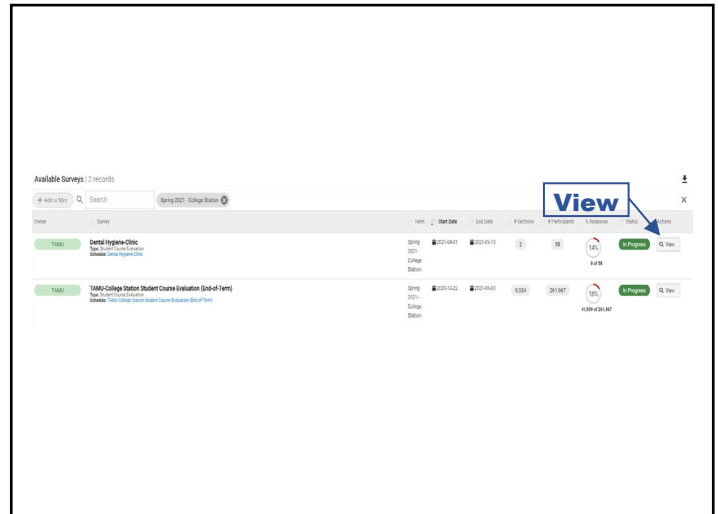 Available Surveys | 2 records
+ Add a filter Search Spring 2021 - College Station
View
Owner Survey Term Start Date End Date # Sections # Participants % Response Status Actions
TAMU Dental Hygiene-Clinic Spring 2021 - College Station 2021-04-01 2021-05-13 2 58 14% In Progress View
Type: Student Course Evaluation
Schedule: Dental Hygiene-Clinic
8 of 58
TAMU TAMU-College Station Student Course Evaluation (End-of-Term) Spring 2021 - College Station 2020-12-22 2021-06-03 9,034 261,967 16% In Progress View
Type: Student Course Evaluation
Schedule: TAMU-College Station Student Course Evaluation (End of Term)
41,909 of 261,967